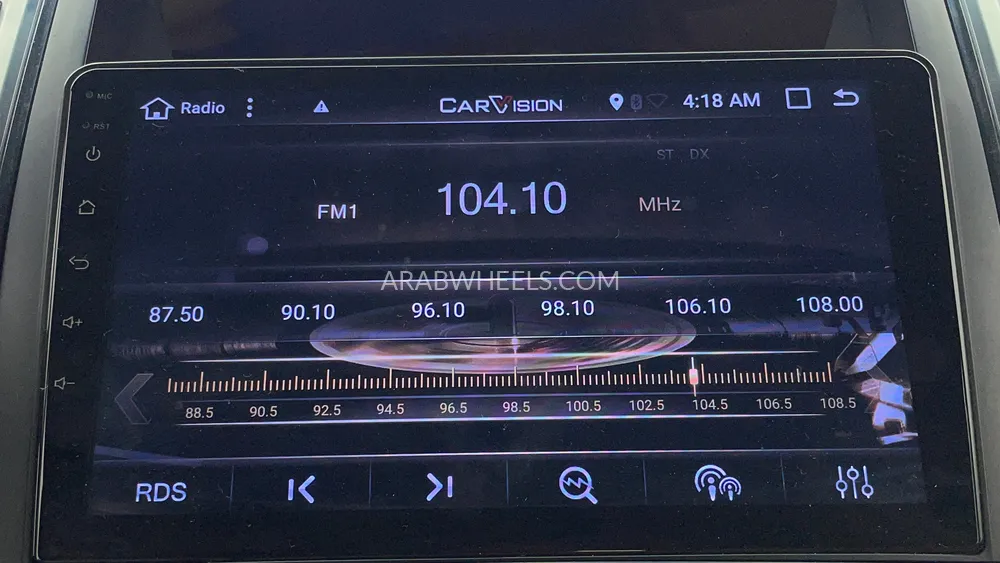 MIC
Radio
CARVISION
4:18 AM
RST
ST DX
FM1 104.10 MHz
ARABWHEELS.COM
87.50 90.10 96.10 98.10 106.10 108.00
88.5 90.5 92.5 94.5 96.5 98.5 100.5 102.5 104.5 106.5 108.5
RDS